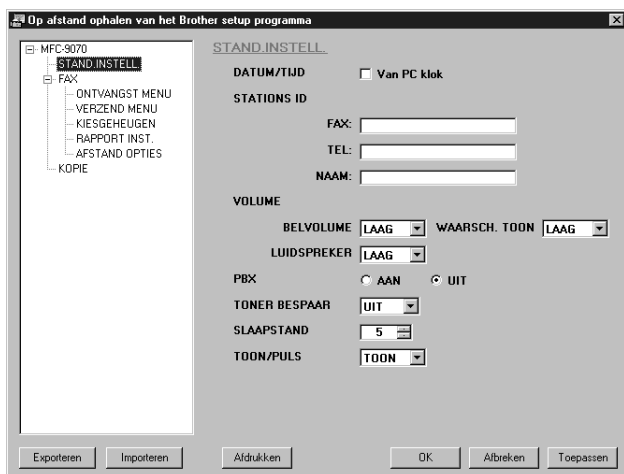 Op afstand ophalen van het Brother setup programma
MFC-9070
STAND.INSTELL.
FAX
ONTVANGST MENU
VERZEND MENU
KIESGEHEUGEN
RAPPORT INST.
AFSTAND OPTIES
KOPIE
STAND.INSTELL.
DATUM/TIJD Van PC klok
STATIONS ID
FAX:
TEL:
NAAM:
VOLUME
BELVOLUME LAAG WAARSCH. TOON LAAG
LUIDSPREKER LAAG
PBX AAN UIT
TONER BESPAAR UIT
SLAAPSTAND 5
TOON/PULS TOON
Exporteren Importeren Afdrukken OK Afbreken Toepassen